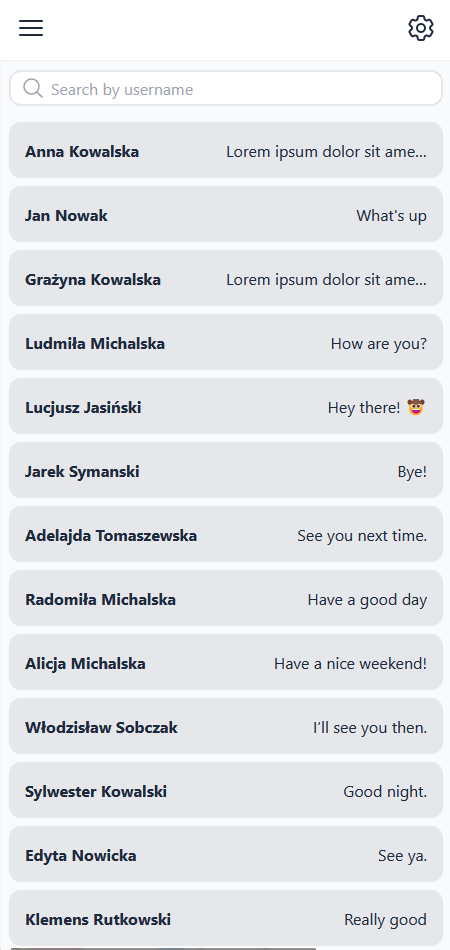 Search by username
Anna Kowalska Lorem ipsum dolor sit ame...
Jan Nowak What's up
Grażyna Kowalska Lorem ipsum dolor sit ame...
Ludmiła Michalska How are you?
Lucjusz Jasiński Hey there! 🤠
Jarek Symanski Bye!
Adelajda Tomaszewska See you next time.
Radomiła Michalska Have a good day
Alicja Michalska Have a nice weekend!
Włodzisław Sobczak I’ll see you then.
Sylwester Kowalski Good night.
Edyta Nowicka See ya.
Klemens Rutkowski Really good